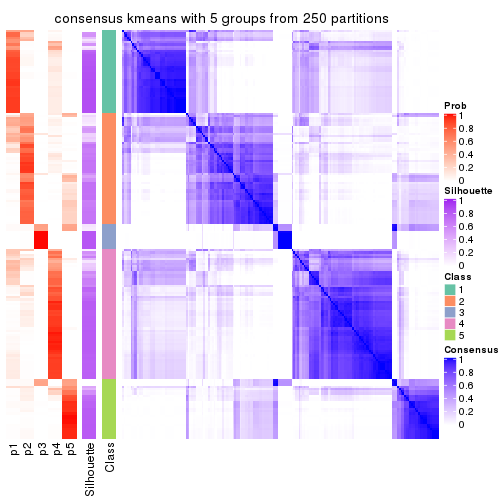 consensus kmeans with 5 groups from 250 partitions
Prob
1
0.8
0.6
0.4
0.2
0
Silhouette
1
0.8
0.6
0.4
0.2
0
Class
1
2
3
4
5
Consensus
1
0.8
0.6
0.4
0.2
0
p1
p2
p3
p4
p5
Silhouette
Class